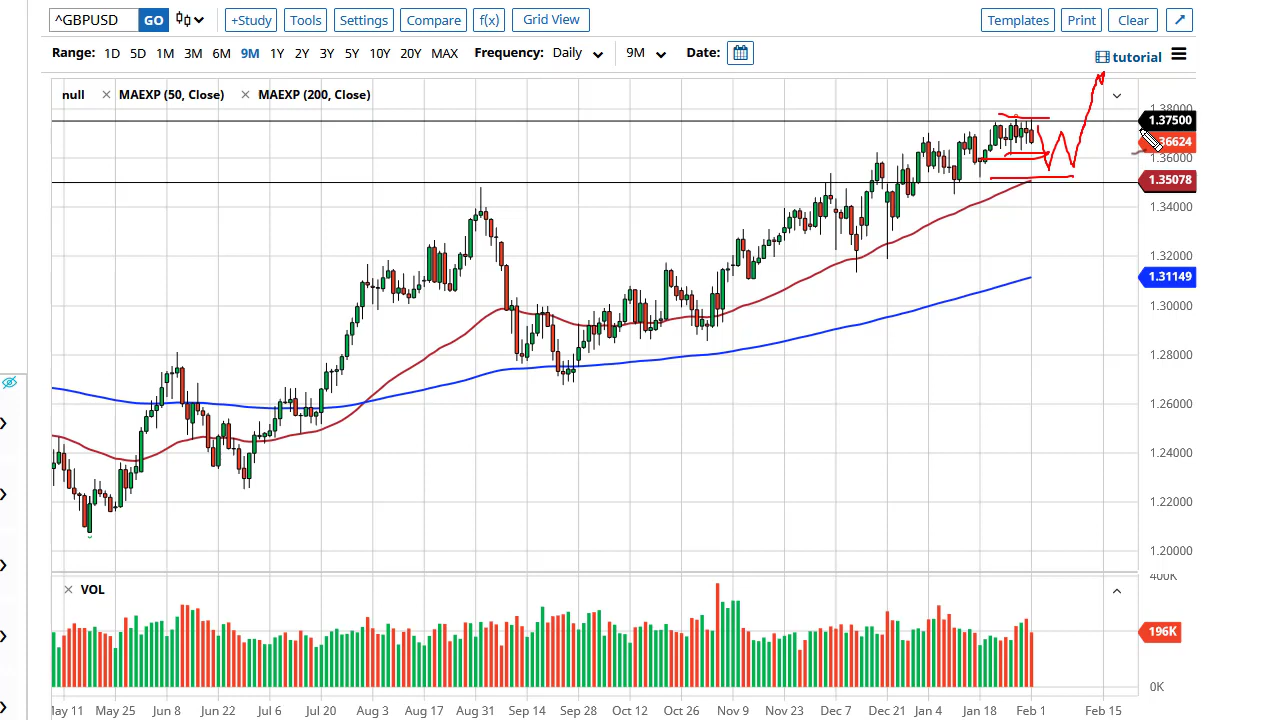 ^GBPUSD GO +Study Tools Settings Compare f(x) Grid View Templates Print Clear
Range: 1D 5D 1M 3M 6M 9M 1Y 2Y 3Y 5Y 10Y 20Y MAX Frequency: Daily 9M Date: tutorial
null × MAEXP (50, Close) × MAEXP (200, Close)
1.38000
1.37500
1.36000
1.35078
1.34000
1.32000
1.31149
1.30000
1.28000
1.26000
1.24000
1.22000
1.20000
× VOL
400K
196K
0K
May 25 Jun 8 Jun 22 Jul 6 Jul 20 Aug 3 Aug 17 Aug 31 Sep 14 Sep 28 Oct 12 Oct 26 Nov 9 Nov 23 Dec 7 Dec 21 Jan 4 Jan 18 Feb 1 Feb 15